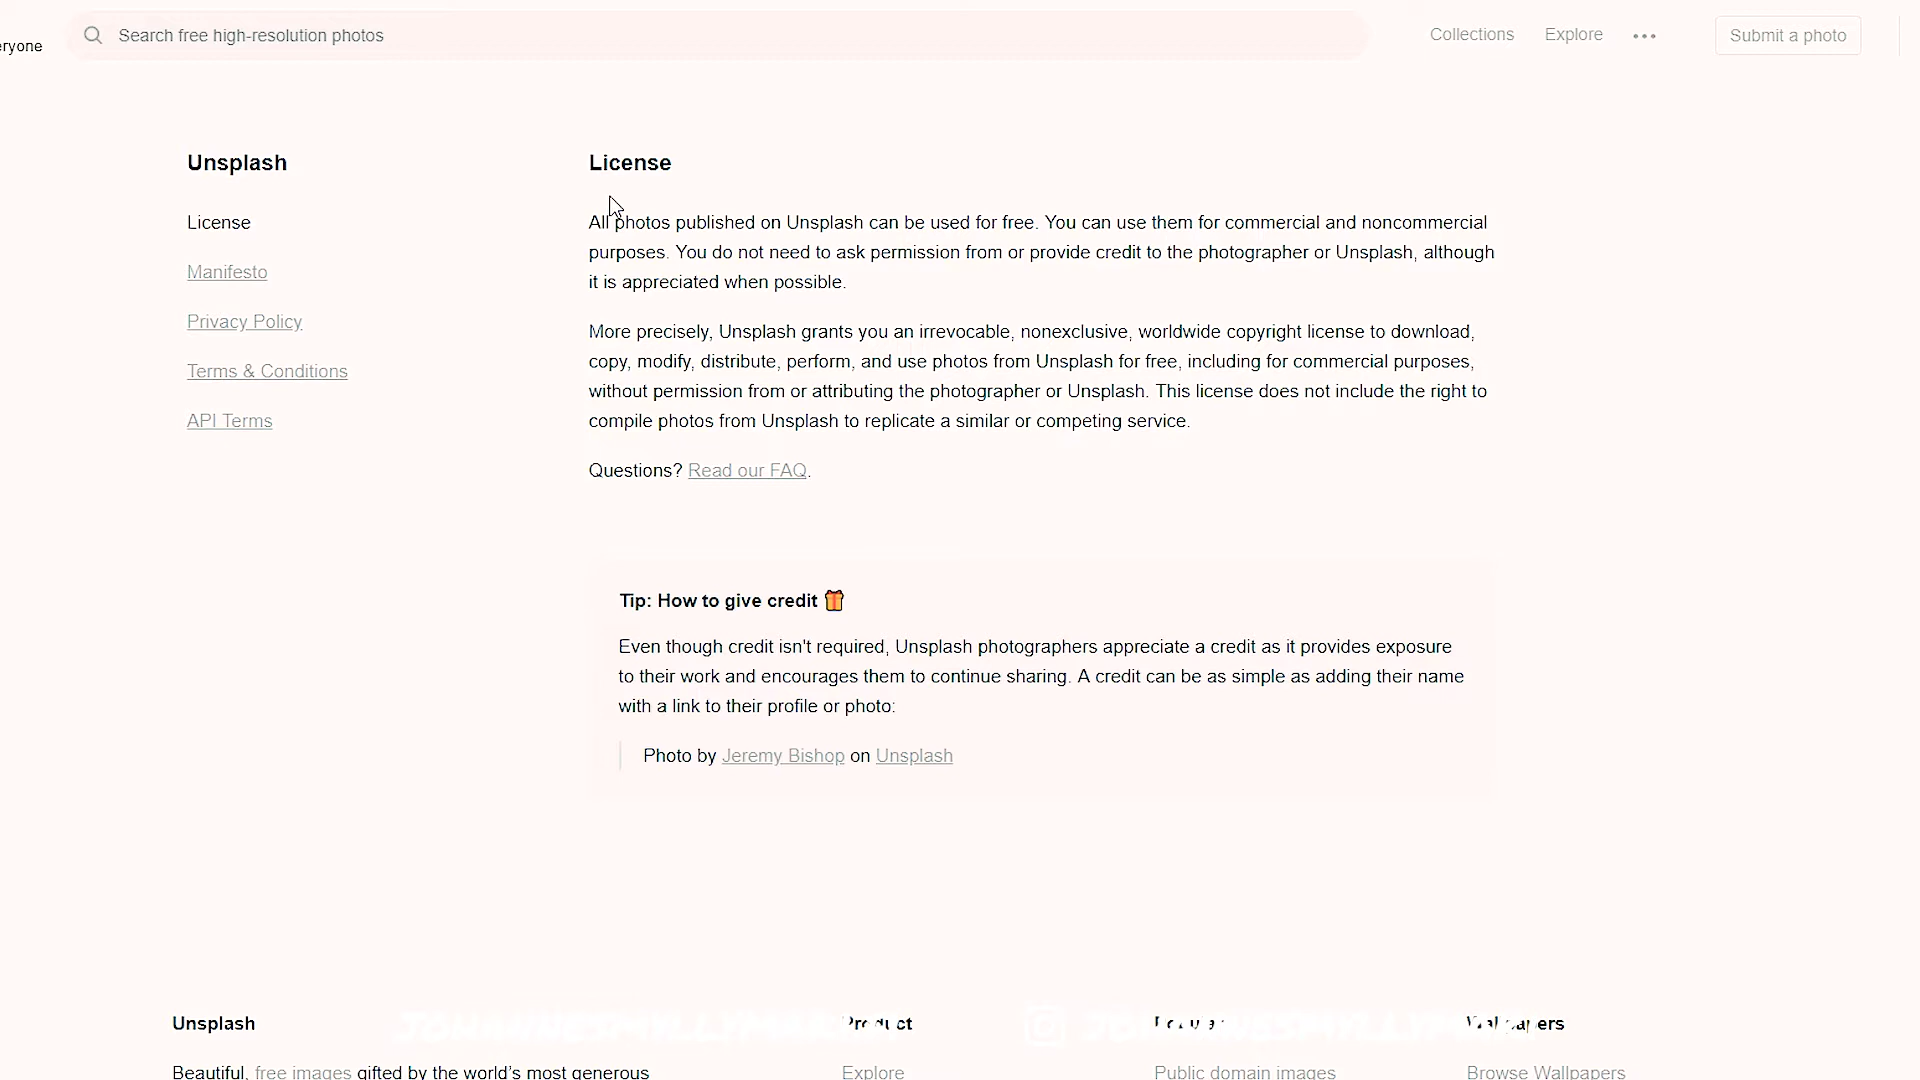 eryone
Search free high-resolution photos
Collections
Explore
Submit a photo
Unsplash
License
Manifesto
Privacy Policy
Terms & Conditions
API Terms
License
All photos published on Unsplash can be used for free. You can use them for commercial and noncommercial
purposes. You do not need to ask permission from or provide credit to the photographer or Unsplash, although
it is appreciated when possible.
More precisely, Unsplash grants you an irrevocable, nonexclusive, worldwide copyright license to download,
copy, modify, distribute, perform, and use photos from Unsplash for free, including for commercial purposes,
without permission from or attributing the photographer or Unsplash. This license does not include the right to
compile photos from Unsplash to replicate a similar or competing service.
Questions? Read our FAQ.
Tip: How to give credit 🎁
Even though credit isn't required, Unsplash photographers appreciate a credit as it provides exposure
to their work and encourages them to continue sharing. A credit can be as simple as adding their name
with a link to their profile or photo:
Photo by Jeremy Bishop on Unsplash
Unsplash
Beautiful, free images gifted by the world’s most generous
Product
Explore
Public domain images
Wallpapers
Browse Wallpapers